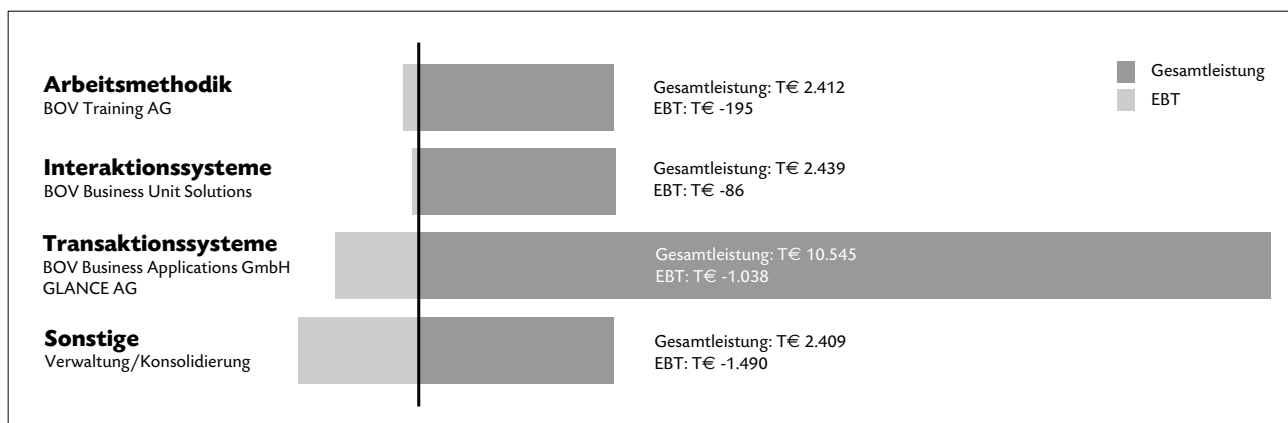 Arbeitsmethodik
BOV Training AG
Gesamtleistung: T€ 2.412
EBT: T€ -195
Gesamtleistung
EBT
Interaktionssysteme
BOV Business Unit Solutions
Gesamtleistung: T€ 2.439
EBT: T€ -86
Transaktionssysteme
BOV Business Applications GmbH
GLANCE AG
Gesamtleistung: T€ 10.545
EBT: T€ -1.038
Sonstige
Verwaltung/Konsolidierung
Gesamtleistung: T€ 2.409
EBT: T€ -1.490